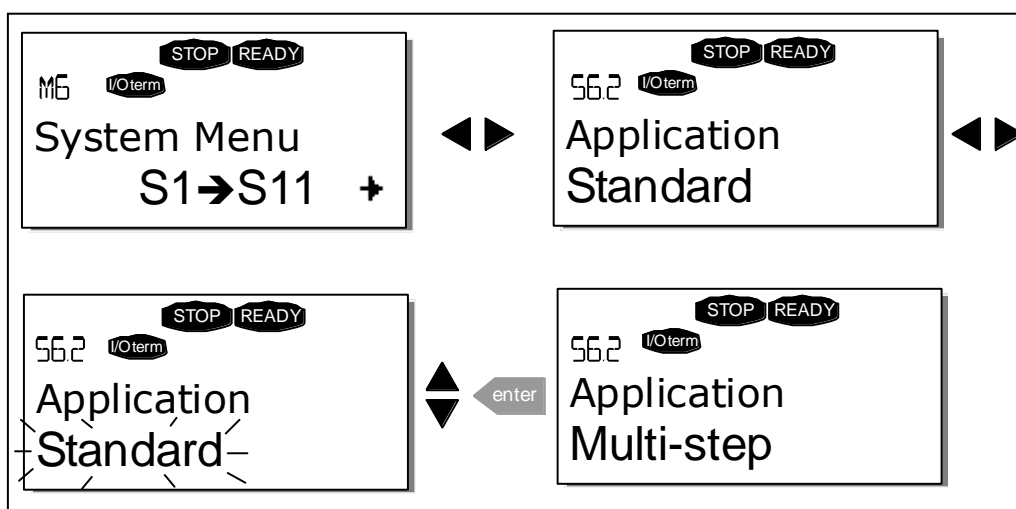 STOP READY
M6 I/Oterm
System Menu
S1➔S11
STOP READY
S6.2 I/Oterm
Application
Standard
STOP READY
S6.2 I/Oterm
Application
Standard
enter
STOP READY
S6.2 I/Oterm
Application
Multi-step